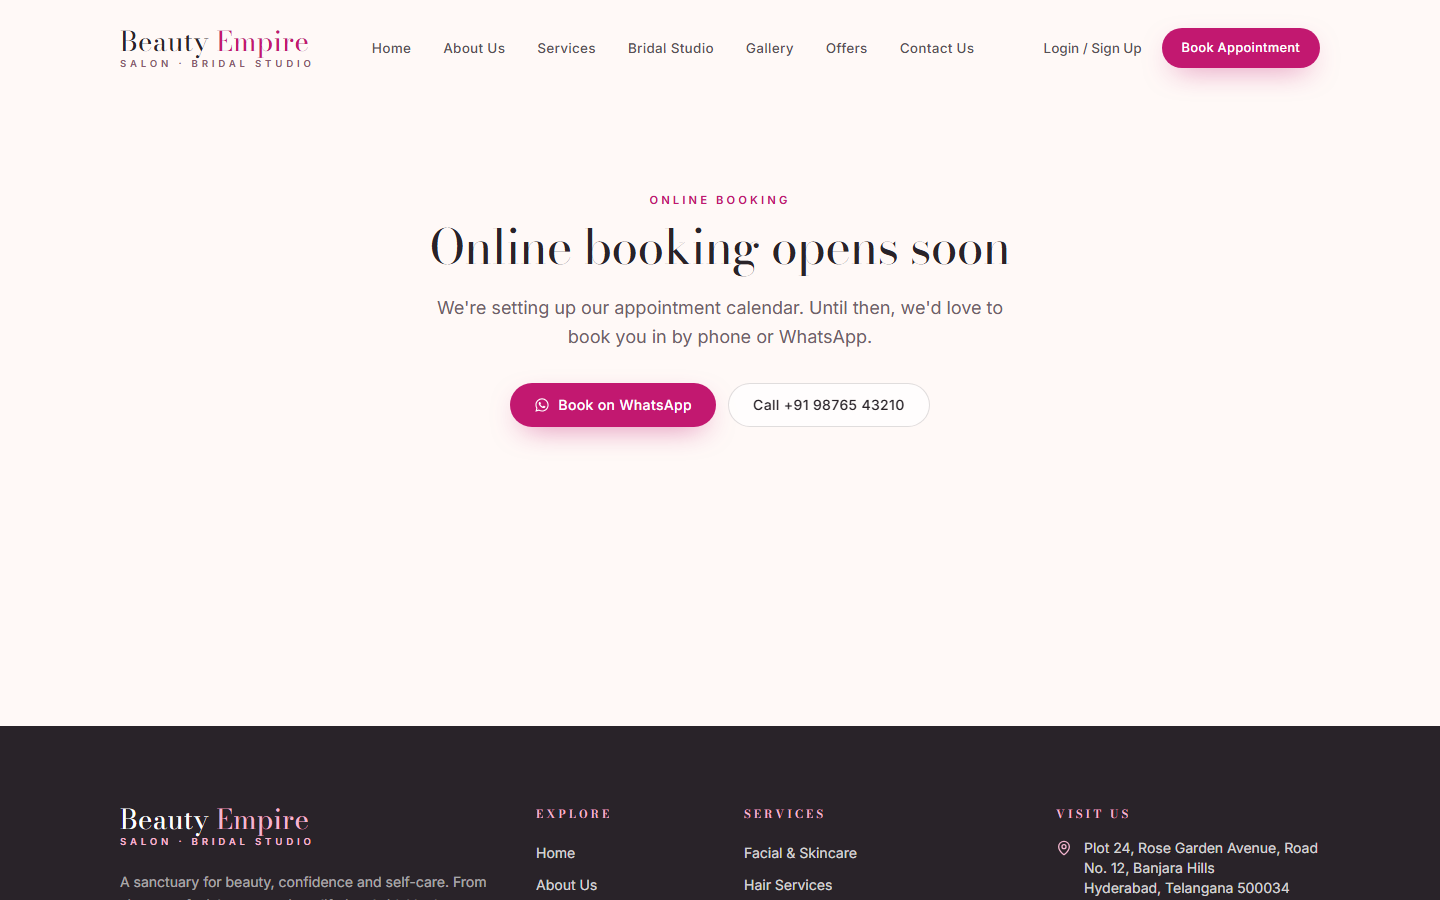 Beauty Empire
SALON · BRIDAL STUDIO
Home
About Us
Services
Bridal Studio
Gallery
Offers
Contact Us
Login / Sign Up
Book Appointment
ONLINE BOOKING
Online booking opens soon
We're setting up our appointment calendar. Until then, we'd love to
book you in by phone or WhatsApp.
Book on WhatsApp
Call +91 98765 43210
Beauty Empire
SALON · BRIDAL STUDIO
A sanctuary for beauty, confidence and self-care. From
EXPLORE
Home
About Us
SERVICES
Facial & Skincare
Hair Services
VISIT US
Plot 24, Rose Garden Avenue, Road
No. 12, Banjara Hills
Hyderabad, Telangana 500034